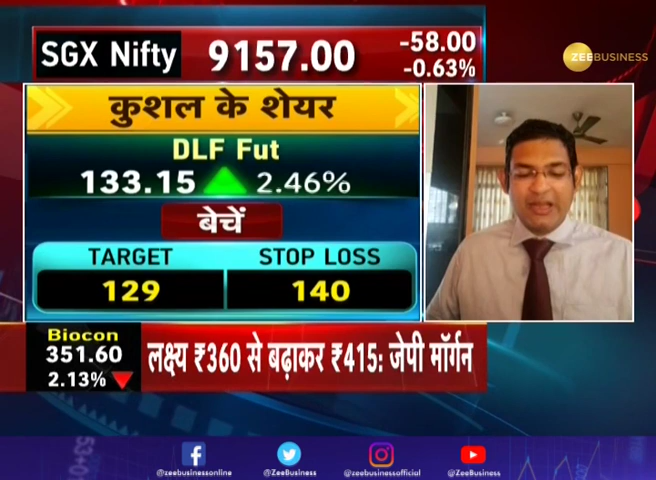 SGX Nifty 9157.00 -58.00
-0.63%
ZEEBUSINESS
कुशल के शेयर
DLF Fut
133.15 2.46%
बेचें
TARGET STOP LOSS
129 140
Biocon
351.60
2.13%
लक्ष्य ₹360 से बढ़ाकर ₹415: जेपी मॉर्गन
@zeebusinessonline @ZeeBusiness @zeebusinessofficial @ZeeBusiness